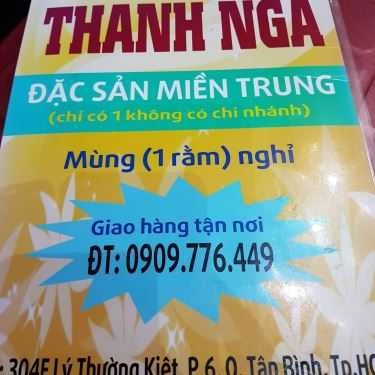 THANH NGA
ĐẶC SẢN MIỀN TRUNG
(chỉ có 1 không có chi nhánh)
Mùng (1 rằm) nghỉ
Giao hàng tận nơi
ĐT: 0909.776.449
: 304F Lý Thường Kiệt, P.6, Q. Tân Bình, Tp.HC